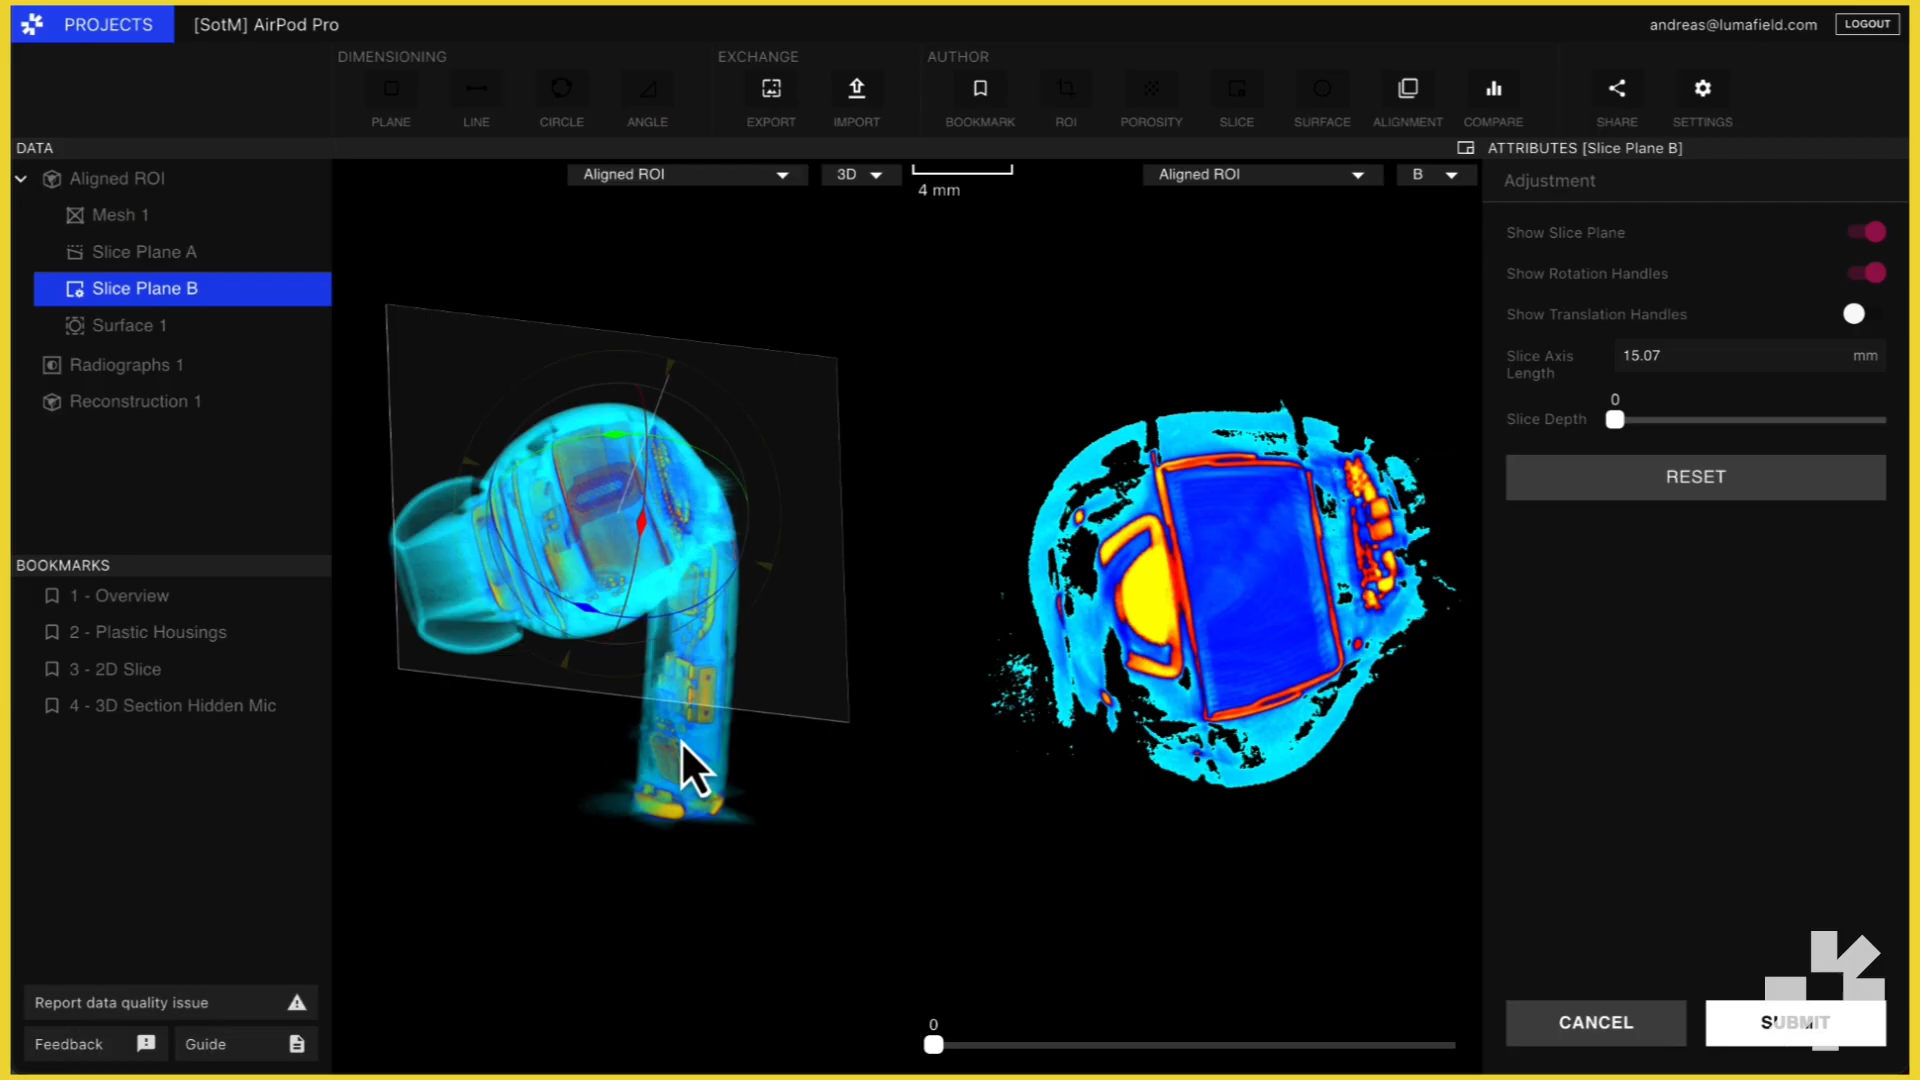 PROJECTS
[SotM] AirPod Pro
andreas@lumafield.com
LOGOUT
DIMENSIONING
EXCHANGE
AUTHOR
PLANE
LINE
CIRCLE
ANGLE
EXPORT
IMPORT
BOOKMARK
ROI
POROSITY
SLICE
SURFACE
ALIGNMENT
COMPARE
SHARE
SETTINGS
DATA
ATTRIBUTES [Slice Plane B]
Aligned ROI
Mesh 1
Slice Plane A
Slice Plane B
Surface 1
Radiographs 1
Reconstruction 1
Aligned ROI
3D
4 mm
Aligned ROI
B
Adjustment
Show Slice Plane
Show Rotation Handles
Show Translation Handles
Slice Axis
Length
15.07
mm
0
Slice Depth
RESET
BOOKMARKS
1 - Overview
2 - Plastic Housings
3 - 2D Slice
4 - 3D Section Hidden Mic
Report data quality issue
Feedback
Guide
0
CANCEL
SUBMIT